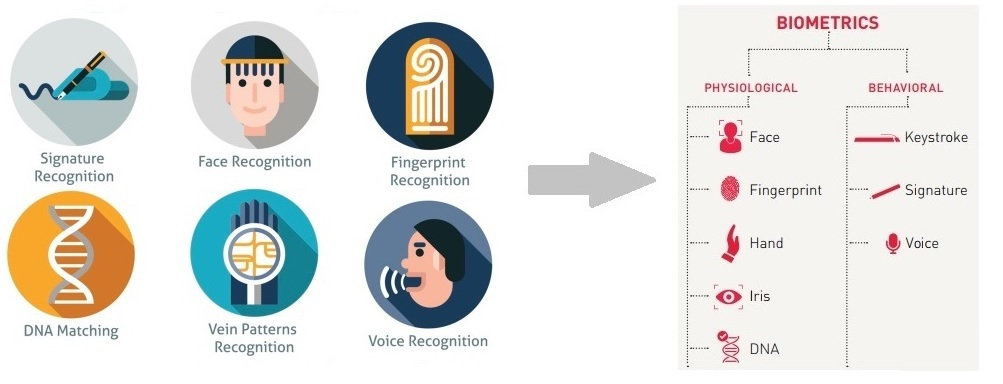 Signature
Recognition
Face Recognition
Fingerprint
Recognition
DNA Matching
Vein Patterns
Recognition
Voice Recognition
BIOMETRICS
PHYSIOLOGICAL
Face
Fingerprint
Hand
Iris
DNA
BEHAVIORAL
Keystroke
Signature
Voice